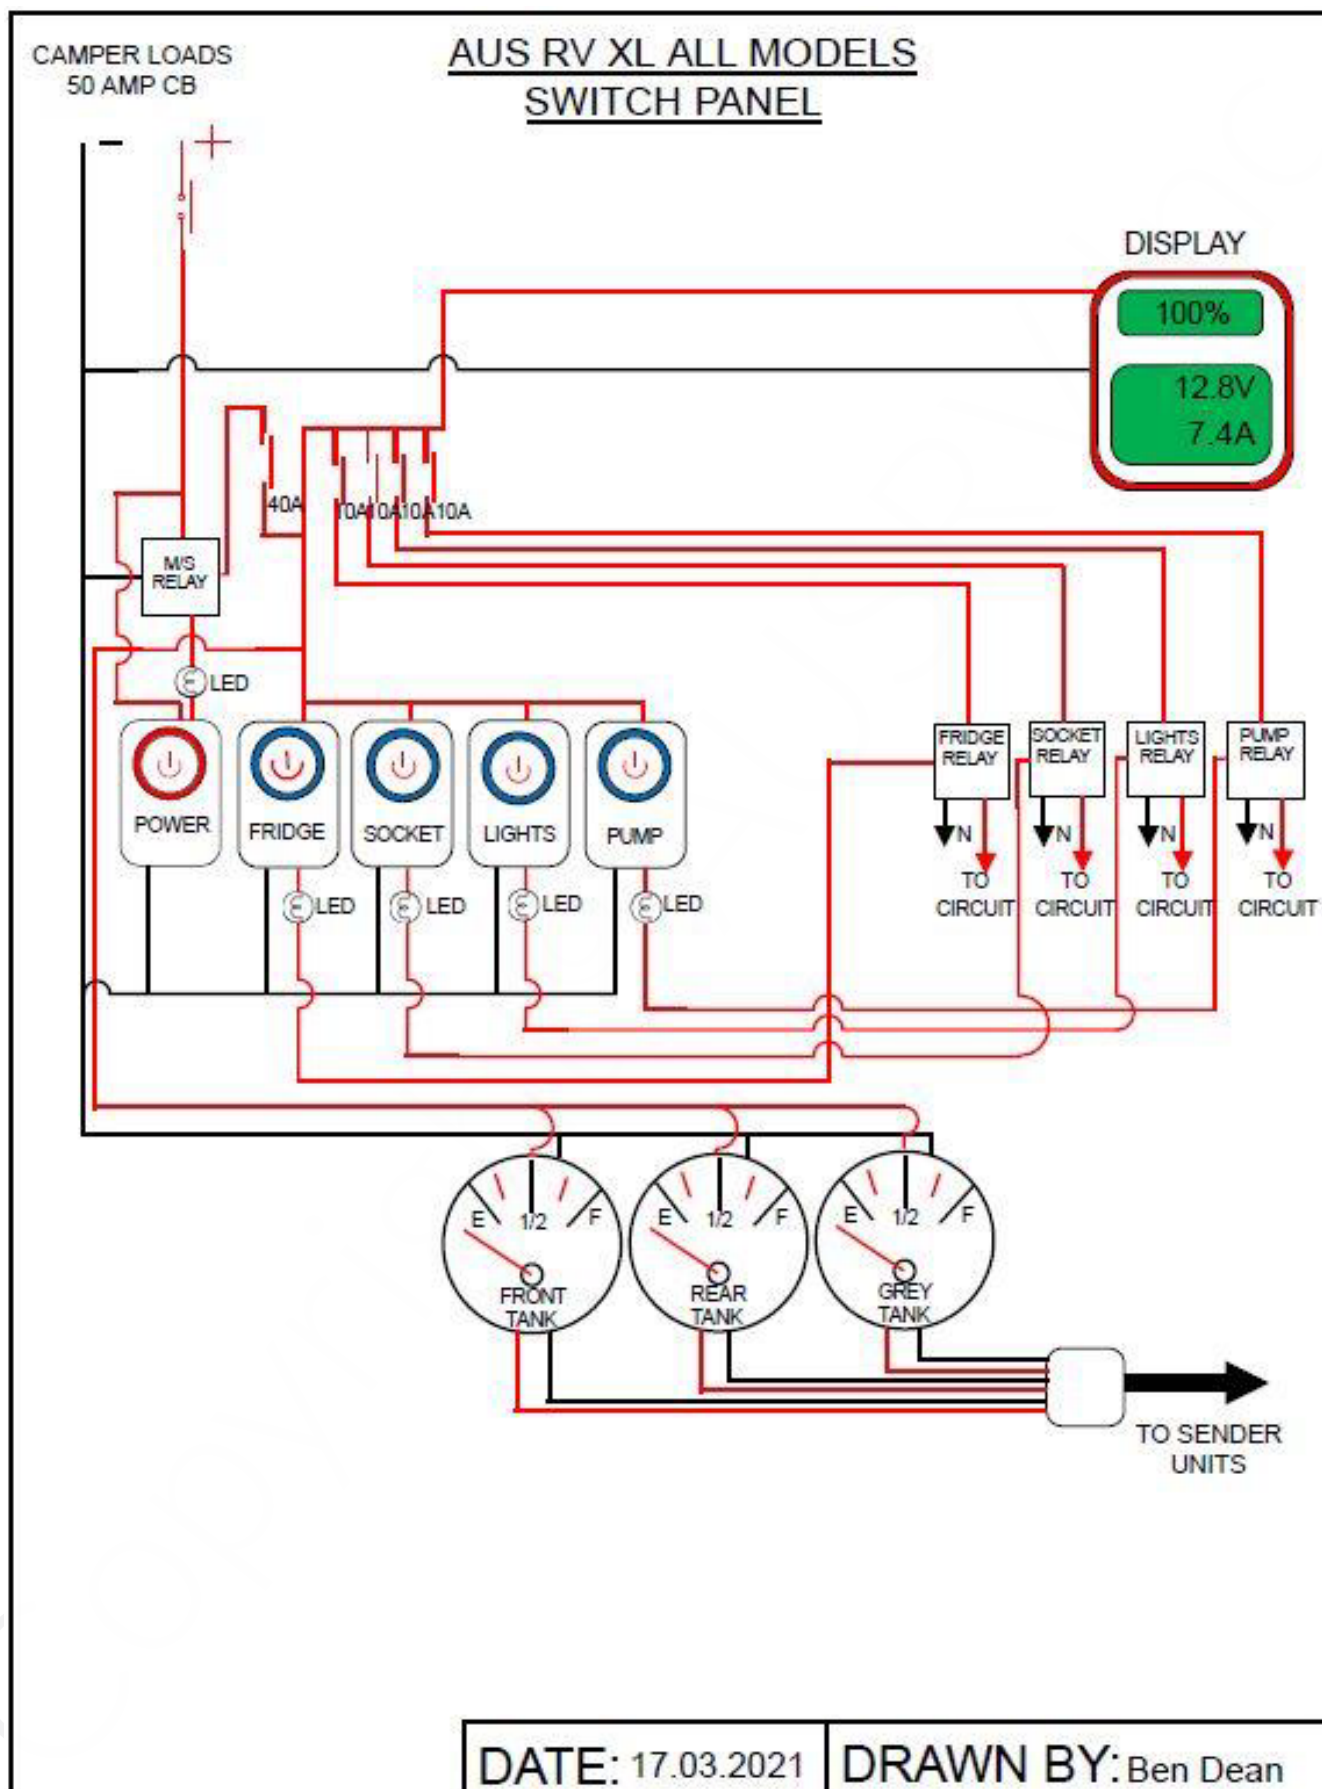 CAMPER LOADS
50 AMP CB
AUS RV XL ALL MODELS
SWITCH PANEL
- +
DISPLAY
100%
12.8V
7.4A
40A
10A
10A
10A
10A
M/S
RELAY
LED
POWER
FRIDGE
SOCKET
LIGHTS
PUMP
FRIDGE
RELAY
SOCKET
RELAY
LIGHTS
RELAY
PUMP
RELAY
N
N
N
N
TO
CIRCUIT
TO
CIRCUIT
TO
CIRCUIT
TO
CIRCUIT
LED
LED
LED
LED
E 1/2 F
FRONT
TANK
E 1/2 F
REAR
TANK
E 1/2 F
GREY
TANK
TO SENDER
UNITS
DATE: 17.03.2021
DRAWN BY: Ben Dean